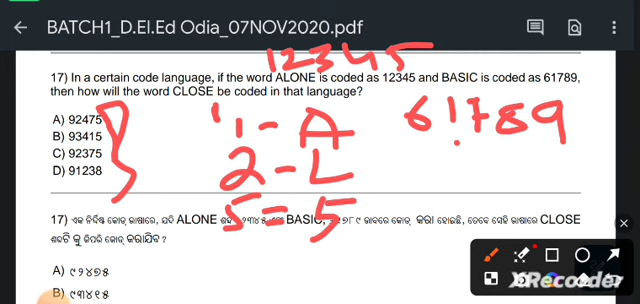 BATCH1_D.El.Ed Odia_07NOV2020.pdf
12345
17) In a certain code language, if the word ALONE is coded as 12345 and BASIC is coded as 61789,
then how will the word CLOSE be coded in that language?
A) 92475
B) 93415
C) 92375
D) 91238
1 - A
2 - L
5 = 5
61789
17) ଏକ ନିର୍ଦ୍ଦିଷ୍ଟ କୋଡ୍ ଭାଷାରେ, ଯଦି ALONE BASIC, ଭାବରେ କୋଡ୍ କରା ହୋଇଛି, ତେବେ ସେହି ଭାଷାରେ CLOSE
ଶବ୍ଦଟି କୁ କିପରି କୋଡ୍ କରାଯିବ ?
A) ୯୨୪୭୫
B) ୯୩୪୧୫
XRecorder